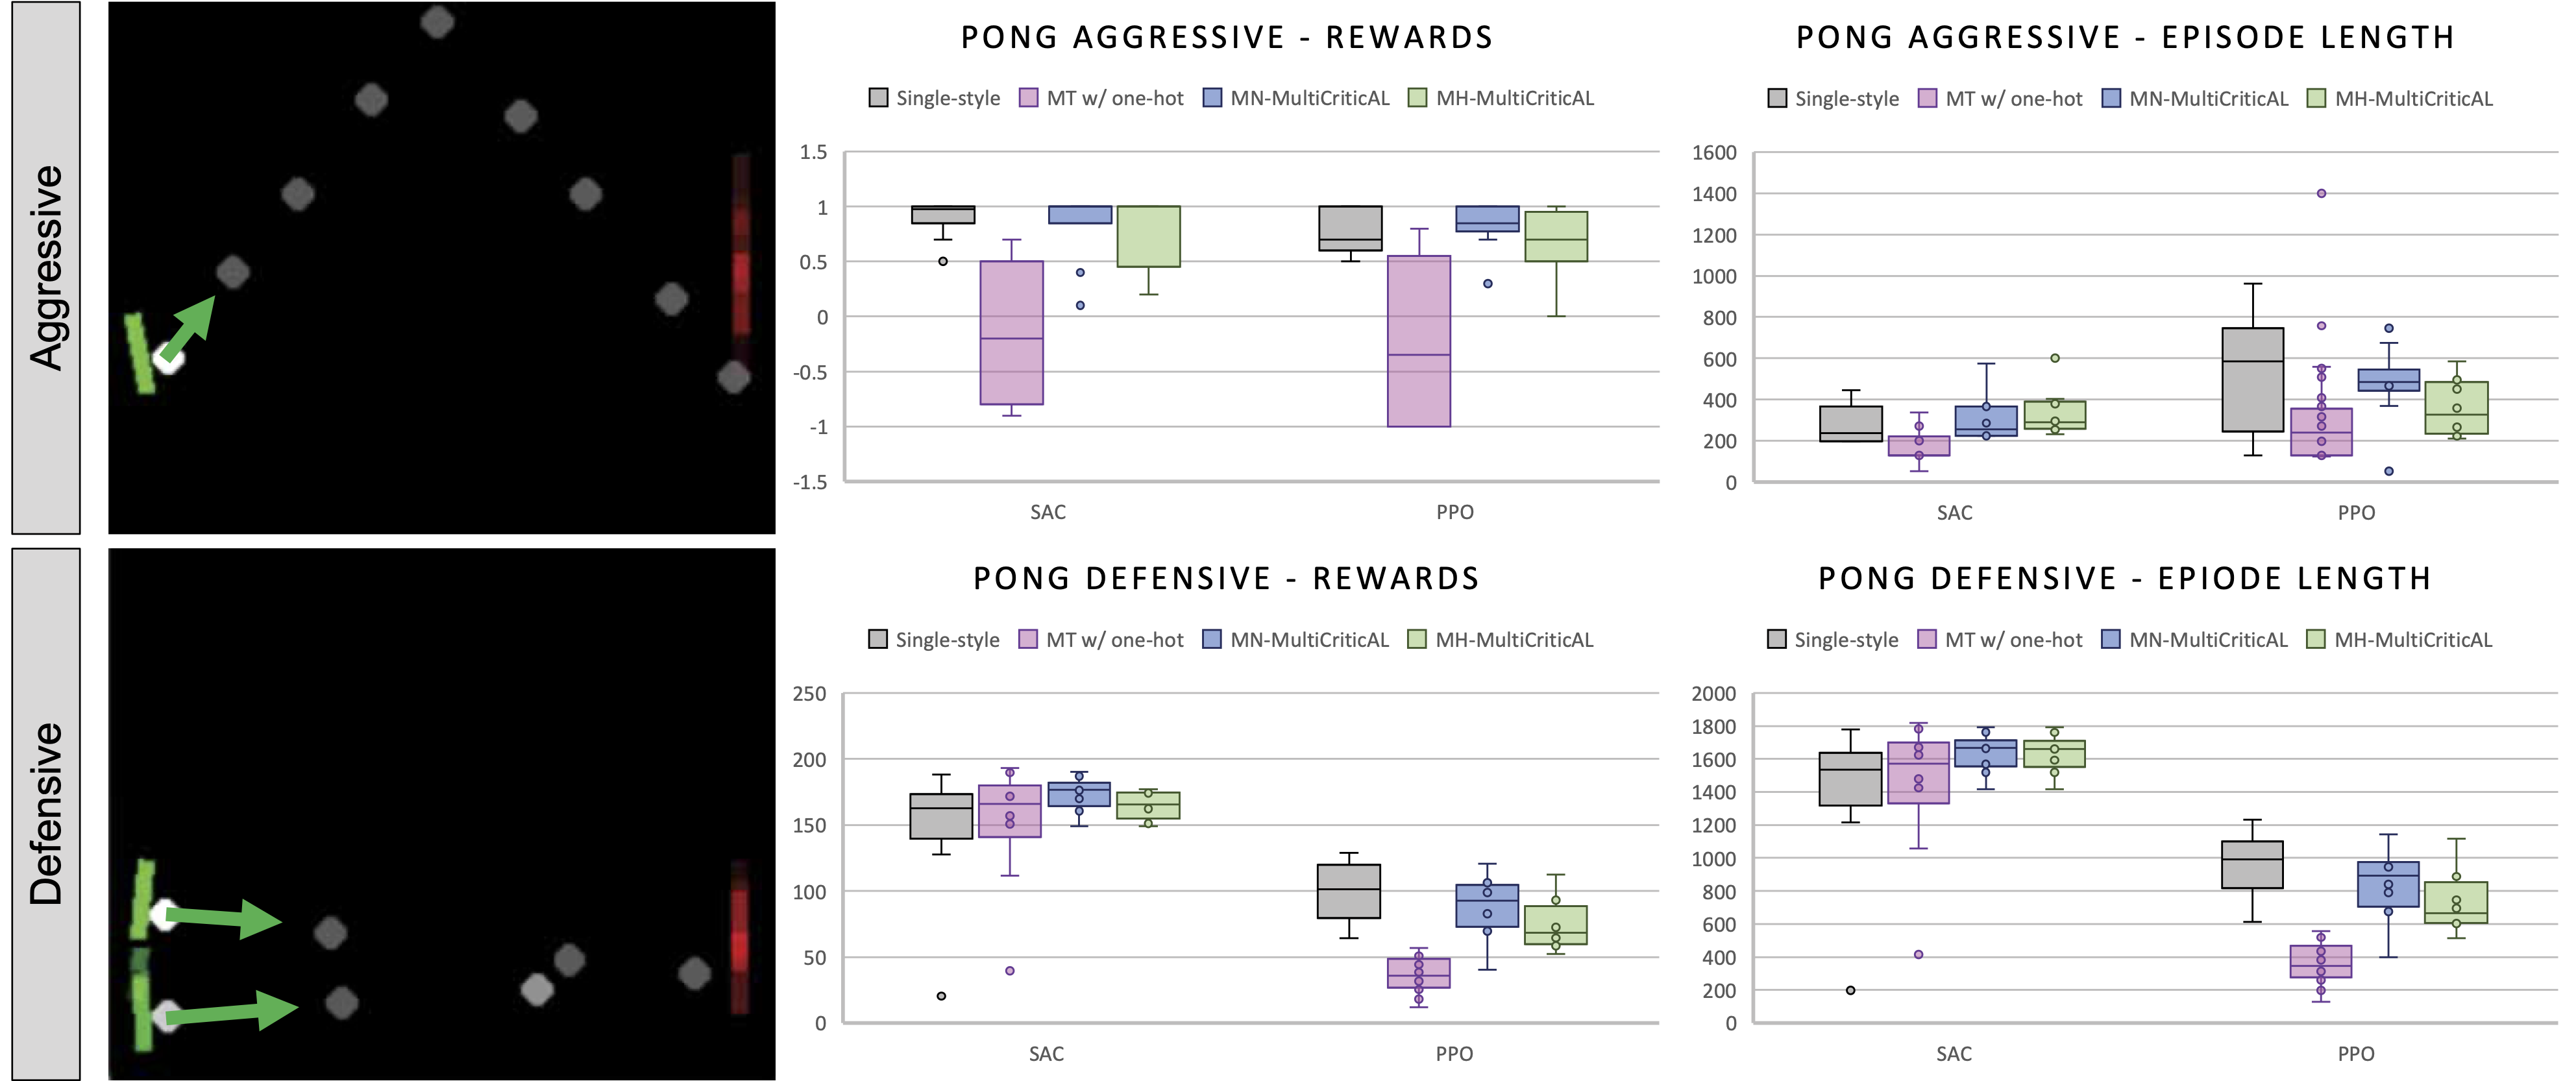 Aggressive
PONG AGGRESSIVE - REWARDS
Single-style MT w/ one-hot MN-MultiCriticAL MH-MultiCriticAL
1.5
1
0.5
0
-0.5
-1
-1.5
SAC PPO
PONG AGGRESSIVE - EPISODE LENGTH
Single-style MT w/ one-hot MN-MultiCriticAL MH-MultiCriticAL
1600
1400
1200
1000
800
600
400
200
0
SAC PPO
Defensive
PONG DEFENSIVE - REWARDS
Single-style MT w/ one-hot MN-MultiCriticAL MH-MultiCriticAL
250
200
150
100
50
0
SAC PPO
PONG DEFENSIVE - EPIODE LENGTH
Single-style MT w/ one-hot MN-MultiCriticAL MH-MultiCriticAL
2000
1800
1600
1400
1200
1000
800
600
400
200
0
SAC PPO